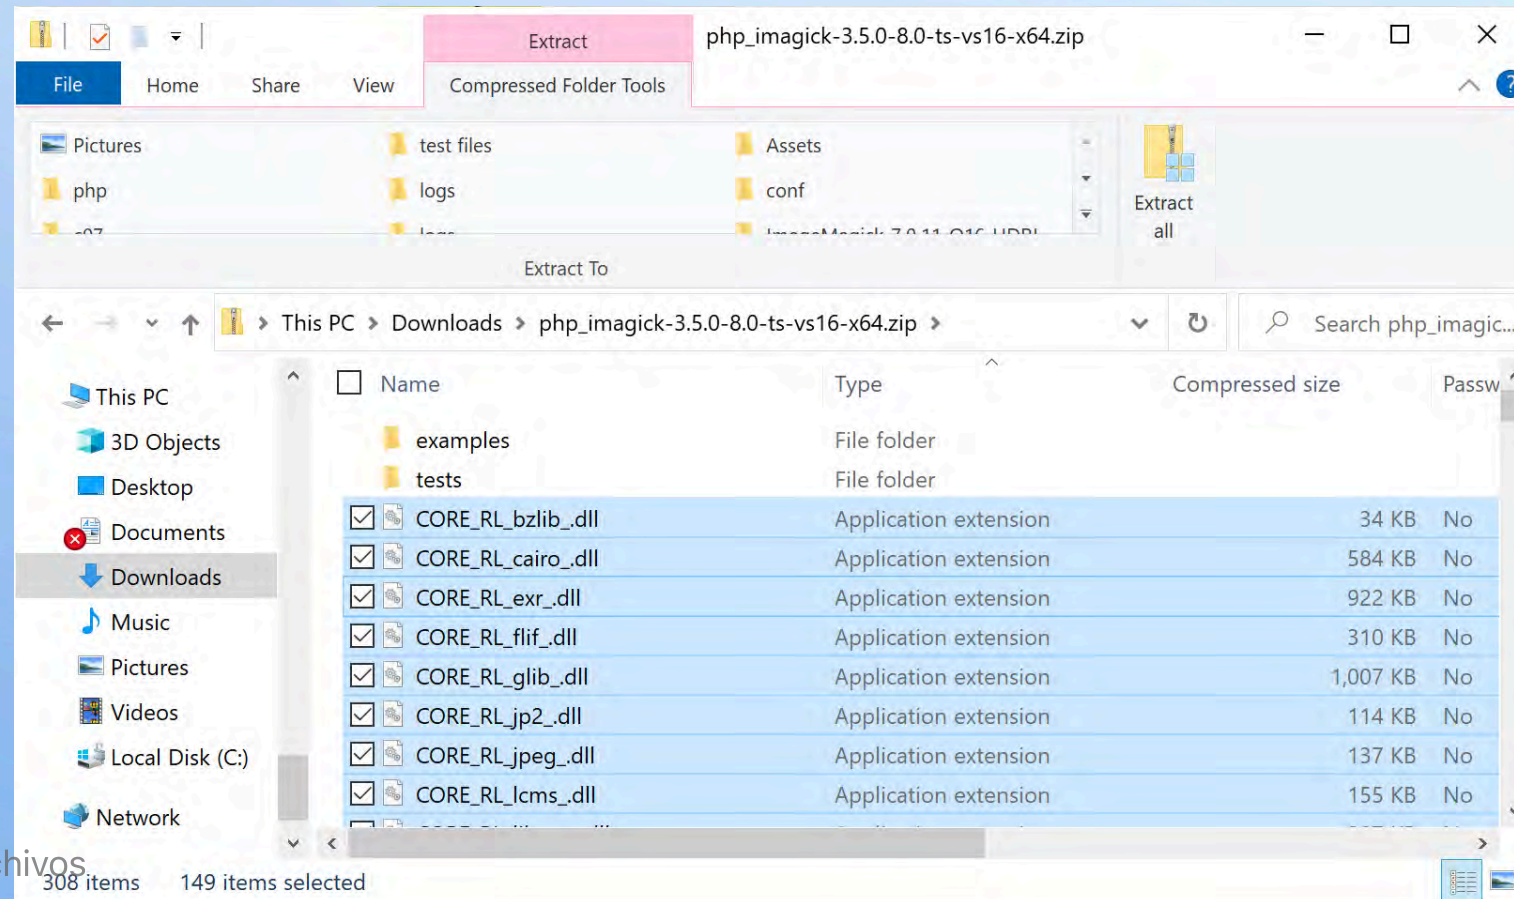 Extract
php_imagick-3.5.0-8.0-ts-vs16-x64.zip
File Home Share View Compressed Folder Tools
Pictures test files Assets
php logs conf
Extract all
Extract To
This PC > Downloads > php_imagick-3.5.0-8.0-ts-vs16-x64.zip >
Search php_imagic...
Name Type Compressed size Passw
This PC
3D Objects
Desktop
Documents
Downloads
Music
Pictures
Videos
Local Disk (C:)
Network
examples File folder
tests File folder
CORE_RL_bzlib_.dll Application extension 34 KB No
CORE_RL_cairo_.dll Application extension 584 KB No
CORE_RL_exr_.dll Application extension 922 KB No
CORE_RL_flif_.dll Application extension 310 KB No
CORE_RL_glib_.dll Application extension 1,007 KB No
CORE_RL_jp2_.dll Application extension 114 KB No
CORE_RL_jpeg_.dll Application extension 137 KB No
CORE_RL_lcms_.dll Application extension 155 KB No
hivos
308 items 149 items selected